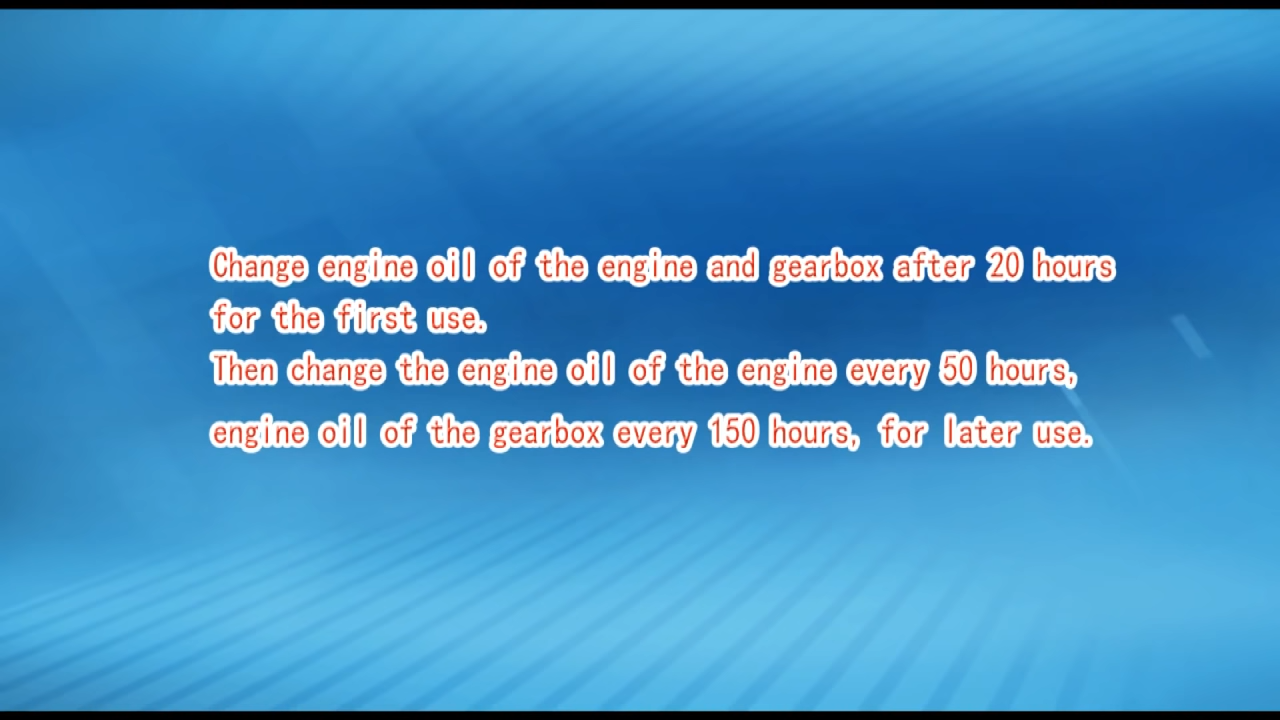 Change engine oil of the engine and gearbox after 20 hours
for the first use.
Then change the engine oil of the engine every 50 hours,
engine oil of the gearbox every 150 hours, for later use.